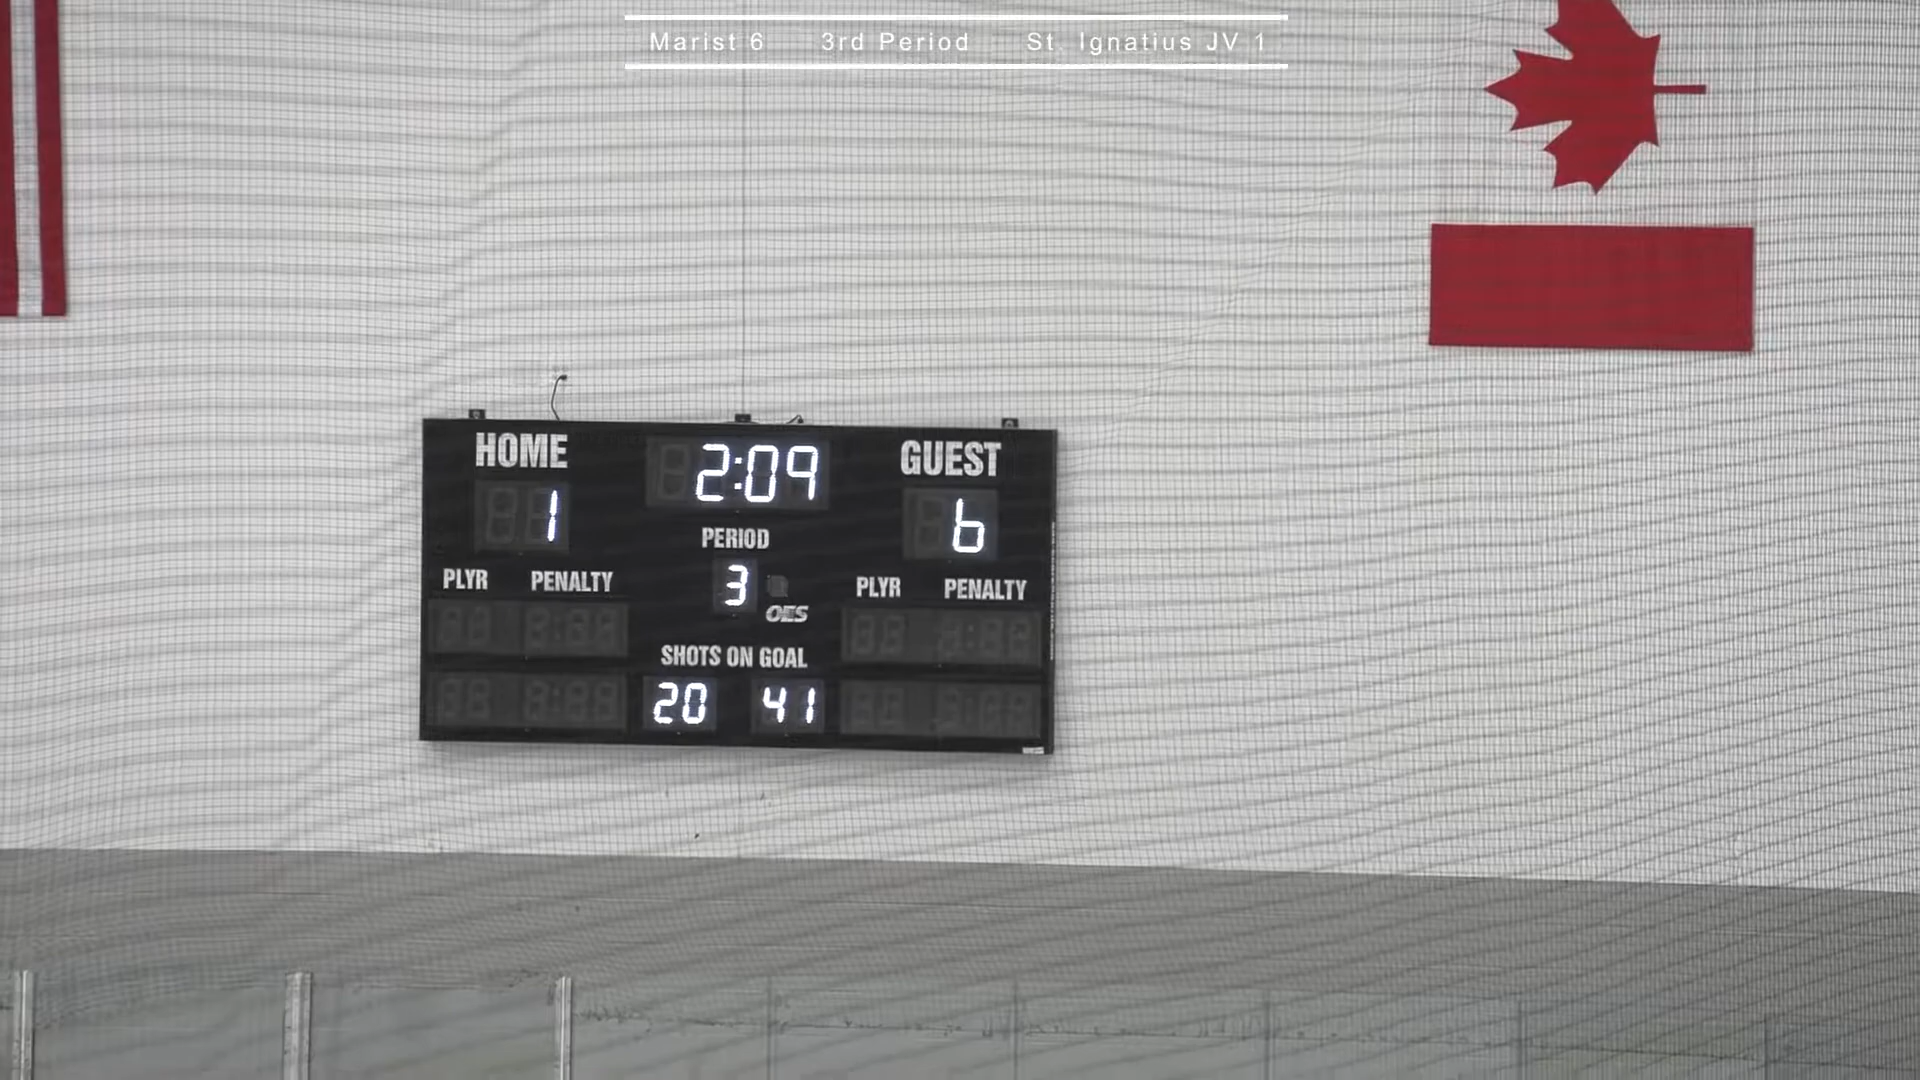 Marist 6 3rd Period St. Ignatius JV 1
HOME 2:09 GUEST
1 6
PERIOD
3
PLYR PENALTY PLYR PENALTY
OES
SHOTS ON GOAL
20 41